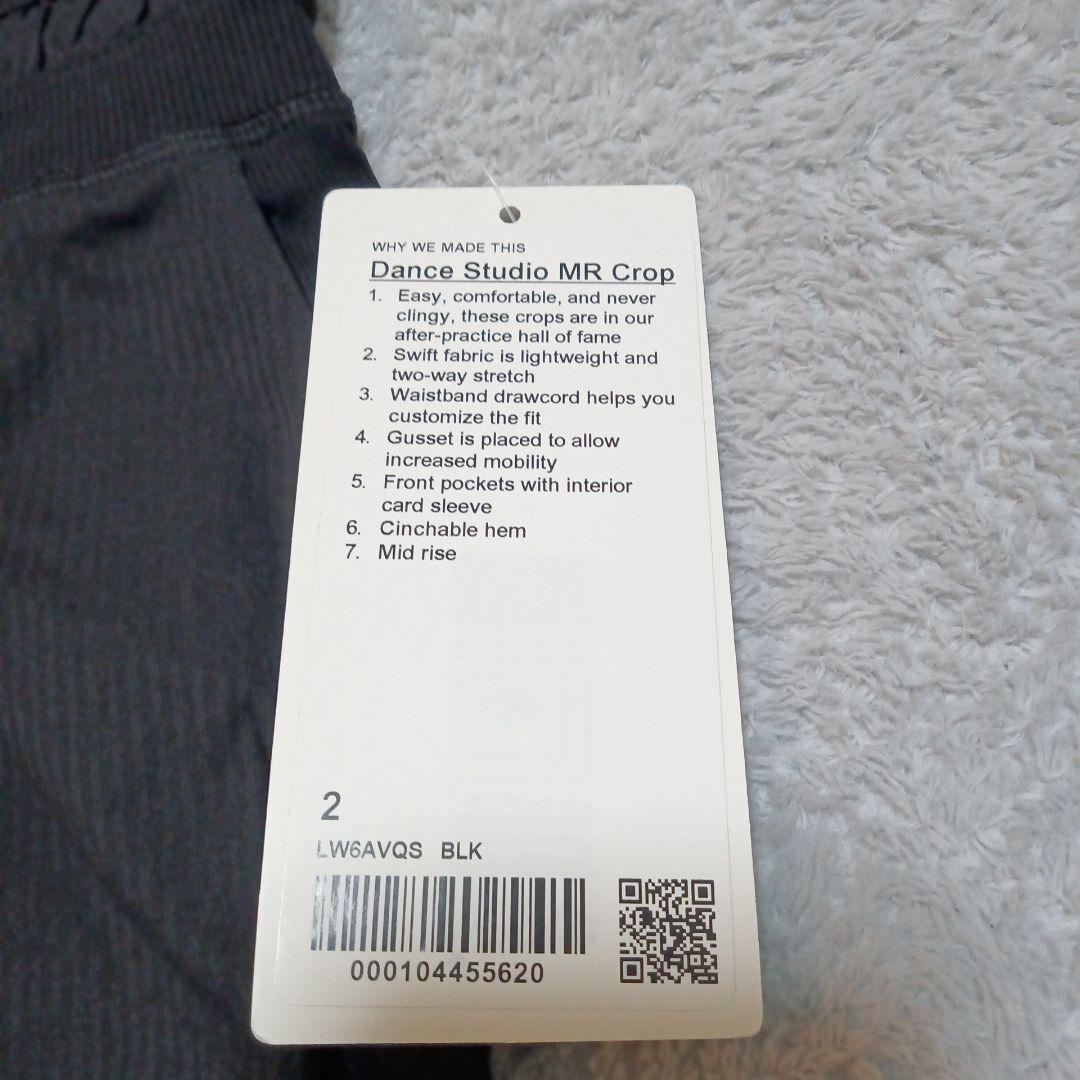 WHY WE MADE THIS
Dance Studio MR Crop
1. Easy, comfortable, and never
clingy, these crops are in our
after-practice hall of fame
2. Swift fabric is lightweight and
two-way stretch
3. Waistband drawcord helps you
customize the fit
4. Gusset is placed to allow
increased mobility
5. Front pockets with interior
card sleeve
6. Cinchable hem
7. Mid rise
2
LW6AVQS BLK
000104455620